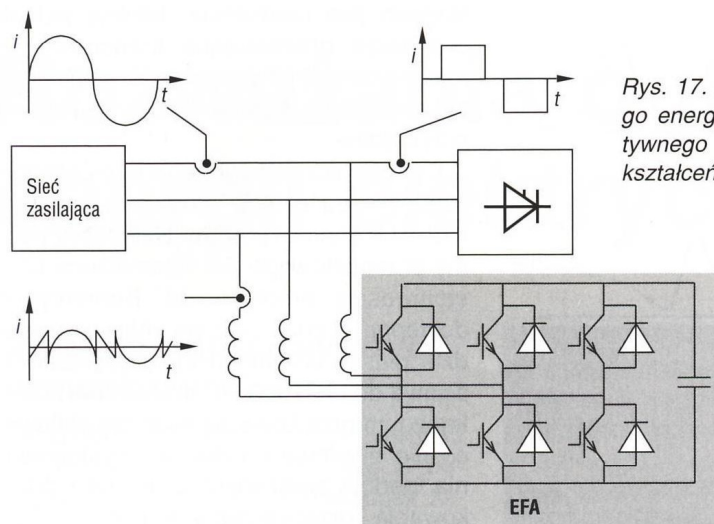 i
t
i
t
Rys. 17.
go energ
tywnego
kształceń
Sieć
zasilająca
i
t
EFA